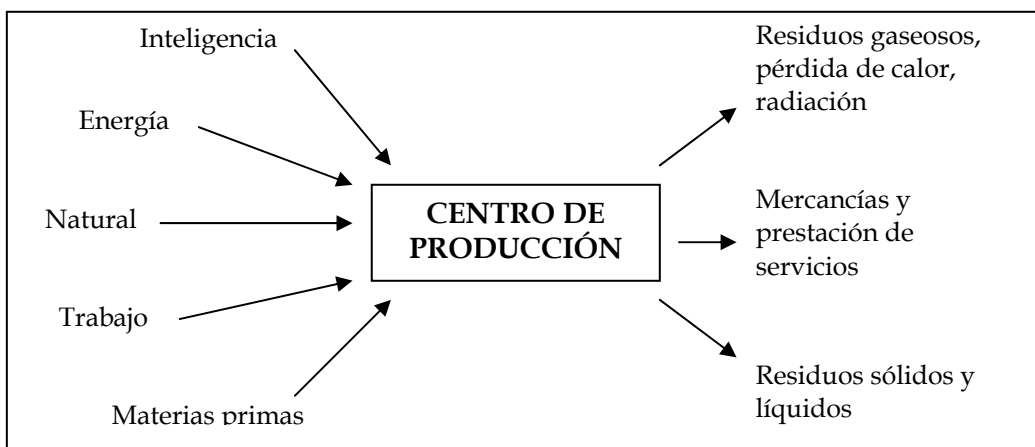 Inteligencia
Energía
Natural
Trabajo
Materias primas
CENTRO DE
PRODUCCIÓN
Residuos gaseosos,
pérdida de calor,
radiación
Mercancías y
prestación de
servicios
Residuos sólidos y
líquidos